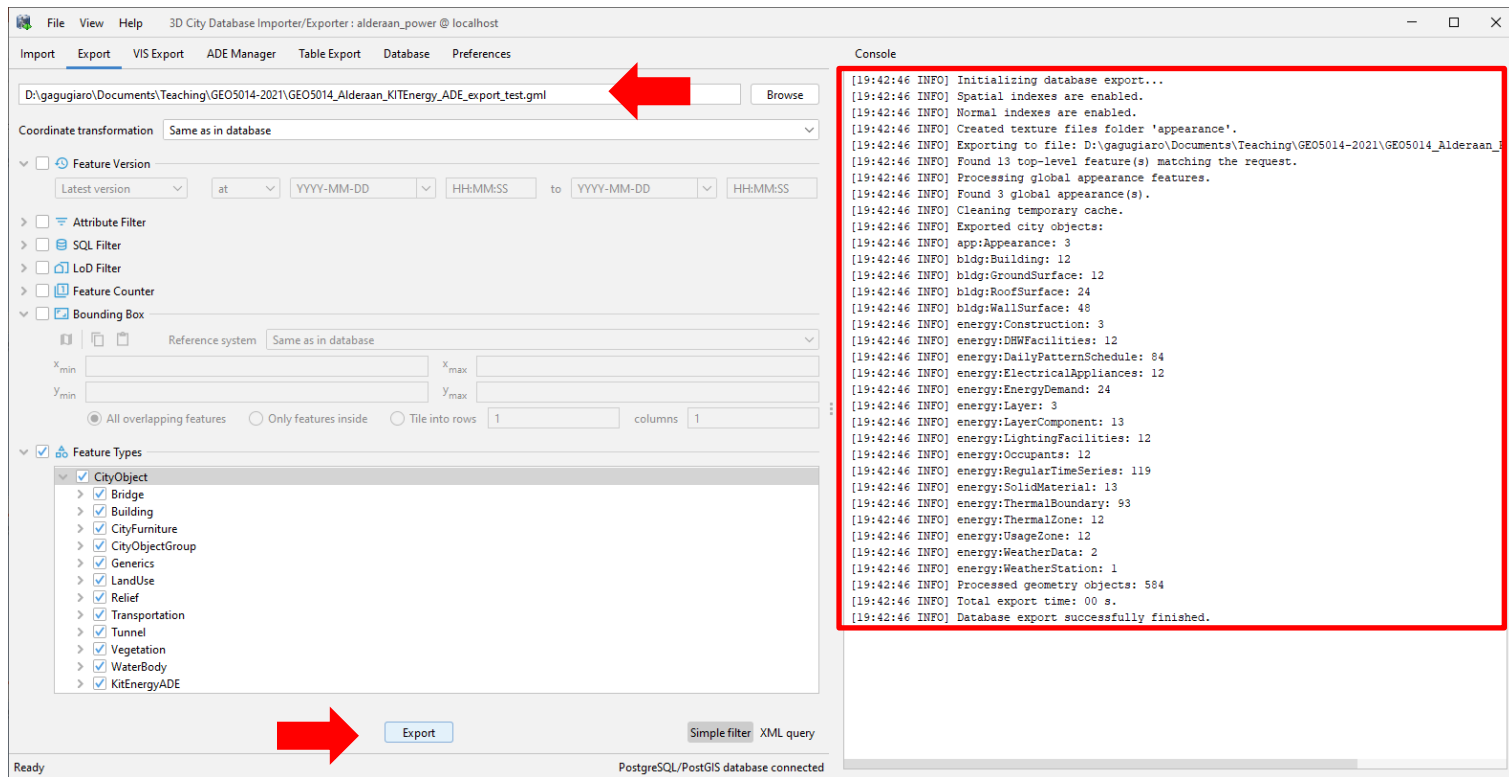 File View Help 3D City Database Importer/Exporter : alderaan_power @ localhost
Import Export VIS Export ADE Manager Table Export Database Preferences
D:\gagugiaro\Documents\Teaching\GEO5014-2021\GEO5014_Alderaan_KITEnergy_ADE_export_test.gml Browse
Coordinate transformation Same as in database
Feature Version
Latest version at YYYY-MM-DD HH:MM:SS to YYYY-MM-DD HH:MM:SS
Attribute Filter
SQL Filter
LoD Filter
Feature Counter
Bounding Box
Reference system Same as in database
xmin xmax
ymin ymax
All overlapping features Only features inside Tile into rows 1 columns 1
Feature Types
CityObject
Bridge
Building
CityFurniture
CityObjectGroup
Generics
LandUse
Relief
Transportation
Tunnel
Vegetation
WaterBody
KitEnergyADE
Export Simple filter XML query
Ready PostgreSQL/PostGIS database connected
Console
[19:42:46 INFO] Initializing database export...
[19:42:46 INFO] Spatial indexes are enabled.
[19:42:46 INFO] Normal indexes are enabled.
[19:42:46 INFO] Created texture files folder 'appearance'.
[19:42:46 INFO] Exporting to file: D:\gagugiaro\Documents\Teaching\GEO5014-2021\GEO5014_Alderaan_
[19:42:46 INFO] Found 13 top-level feature(s) matching the request.
[19:42:46 INFO] Processing global appearance features.
[19:42:46 INFO] Found 3 global appearance(s).
[19:42:46 INFO] Cleaning temporary cache.
[19:42:46 INFO] Exported city objects:
[19:42:46 INFO] app:Appearance: 3
[19:42:46 INFO] bldg:Building: 12
[19:42:46 INFO] bldg:GroundSurface: 12
[19:42:46 INFO] bldg:RoofSurface: 24
[19:42:46 INFO] bldg:WallSurface: 48
[19:42:46 INFO] energy:Construction: 3
[19:42:46 INFO] energy:DHWFacilities: 12
[19:42:46 INFO] energy:DailyPatternSchedule: 84
[19:42:46 INFO] energy:ElectricalAppliances: 12
[19:42:46 INFO] energy:EnergyDemand: 24
[19:42:46 INFO] energy:Layer: 3
[19:42:46 INFO] energy:LayerComponent: 13
[19:42:46 INFO] energy:LightingFacilities: 12
[19:42:46 INFO] energy:Occupants: 12
[19:42:46 INFO] energy:RegularTimeSeries: 119
[19:42:46 INFO] energy:SolidMaterial: 13
[19:42:46 INFO] energy:ThermalBoundary: 93
[19:42:46 INFO] energy:ThermalZone: 12
[19:42:46 INFO] energy:UsageZone: 12
[19:42:46 INFO] energy:WeatherData: 2
[19:42:46 INFO] energy:WeatherStation: 1
[19:42:46 INFO] Processed geometry objects: 584
[19:42:46 INFO] Total export time: 00 s.
[19:42:46 INFO] Database export successfully finished.